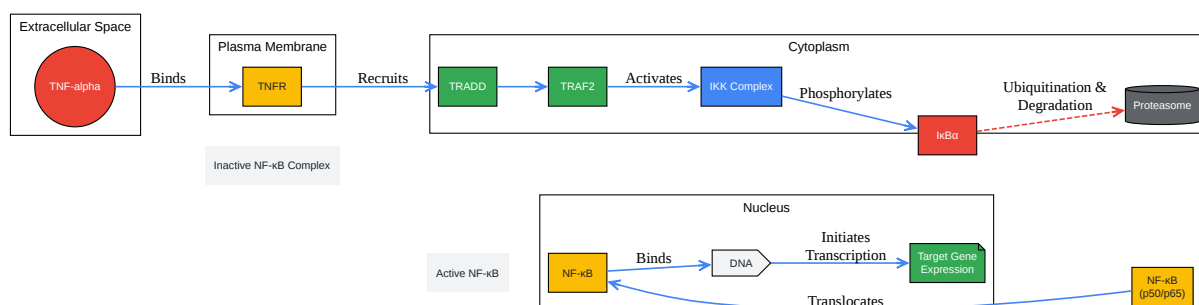 Extracellular Space
TNF-alpha
Binds
Plasma Membrane
TNFR
Recruits
Cytoplasm
TRADD
TRAF2
Activates
IKK Complex
Phosphorylates
IκBα
Ubiquitination &
Degradation
Proteasome
Inactive NF-κB Complex
Nucleus
Active NF-κB
NF-κB
Binds
DNA
Initiates
Transcription
Target Gene
Expression
Translocates
NF-κB
(p50/p65)